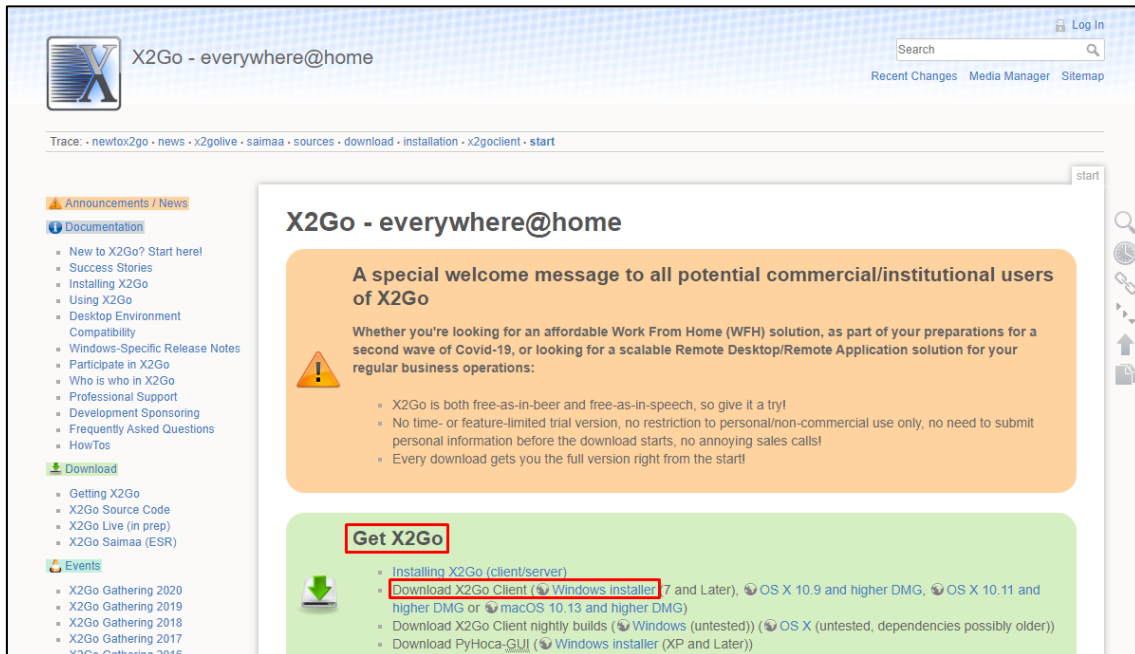 Log In
X2Go - everywhere@home
Search
Recent Changes Media Manager Sitemap
Trace: • newtox2go • news • x2golive • saimaa • sources • download • installation • x2goclient • start
start
Announcements / News
Documentation
New to X2Go? Start here!
Success Stories
Installing X2Go
Using X2Go
Desktop Environment
Compatibility
Windows-Specific Release Notes
Participate in X2Go
Who is who in X2Go
Professional Support
Development Sponsoring
Frequently Asked Questions
HowTos
Download
Getting X2Go
X2Go Source Code
X2Go Live (in prep)
X2Go Saimaa (ESR)
Events
X2Go Gathering 2020
X2Go Gathering 2019
X2Go Gathering 2018
X2Go Gathering 2017
X2Go Gathering 2016
X2Go - everywhere@home
A special welcome message to all potential commercial/institutional users
of X2Go
Whether you're looking for an affordable Work From Home (WFH) solution, as part of your preparations for a
second wave of Covid-19, or looking for a scalable Remote Desktop/Remote Application solution for your
regular business operations:
X2Go is both free-as-in-beer and free-as-in-speech, so give it a try!
No time- or feature-limited trial version, no restriction to personal/non-commercial use only, no need to submit
personal information before the download starts, no annoying sales calls!
Every download gets you the full version right from the start!
Get X2Go
Installing X2Go (client/server)
Download X2Go Client (Windows installer (7 and Later), OS X 10.9 and higher DMG, OS X 10.11 and
higher DMG or macOS 10.13 and higher DMG)
Download X2Go Client nightly builds (Windows (untested)) (OS X (untested, dependencies possibly older))
Download PyHoca-GUI (Windows installer (XP and Later))